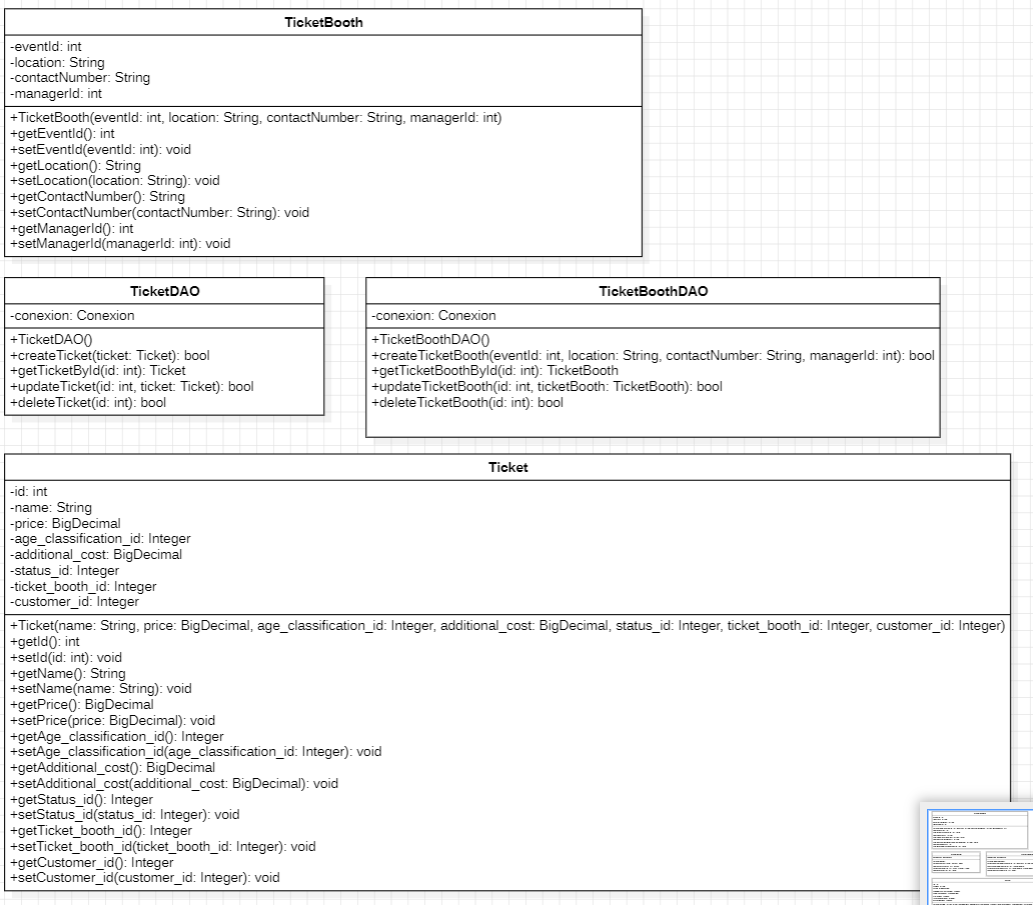 TicketBooth
-eventId: int
-location: String
-contactNumber: String
-managerId: int
+TicketBooth(eventId: int, location: String, contactNumber: String, managerId: int)
+getEventId(): int
+setEventId(eventId: int): void
+getLocation(): String
+setLocation(location: String): void
+getContactNumber(): String
+setContactNumber(contactNumber: String): void
+getManagerId(): int
+setManagerId(managerId: int): void
TicketDAO
-conexion: Conexion
+TicketDAO()
+createTicket(ticket: Ticket): bool
+getTicketById(id: int): Ticket
+updateTicket(id: int, ticket: Ticket): bool
+deleteTicket(id: int): bool
TicketBoothDAO
-conexion: Conexion
+TicketBoothDAO()
+createTicketBooth(eventId: int, location: String, contactNumber: String, managerId: int): bool
+getTicketBoothById(id: int): TicketBooth
+updateTicketBooth(id: int, ticketBooth: TicketBooth): bool
+deleteTicketBooth(id: int): bool
Ticket
-id: int
-name: String
-price: BigDecimal
-age_classification_id: Integer
-additional_cost: BigDecimal
-status_id: Integer
-ticket_booth_id: Integer
-customer_id: Integer
+Ticket(name: String, price: BigDecimal, age_classification_id: Integer, additional_cost: BigDecimal, status_id: Integer, ticket_booth_id: Integer, customer_id: Integer)
+getId(): int
+setId(id: int): void
+getName(): String
+setName(name: String): void
+getPrice(): BigDecimal
+setPrice(price: BigDecimal): void
+getAge_classification_id(): Integer
+setAge_classification_id(age_classification_id: Integer): void
+getAdditional_cost(): BigDecimal
+setAdditional_cost(additional_cost: BigDecimal): void
+getStatus_id(): Integer
+setStatus_id(status_id: Integer): void
+getTicket_booth_id(): Integer
+setTicket_booth_id(ticket_booth_id: Integer): void
+getCustomer_id(): Integer
+setCustomer_id(customer_id: Integer): void